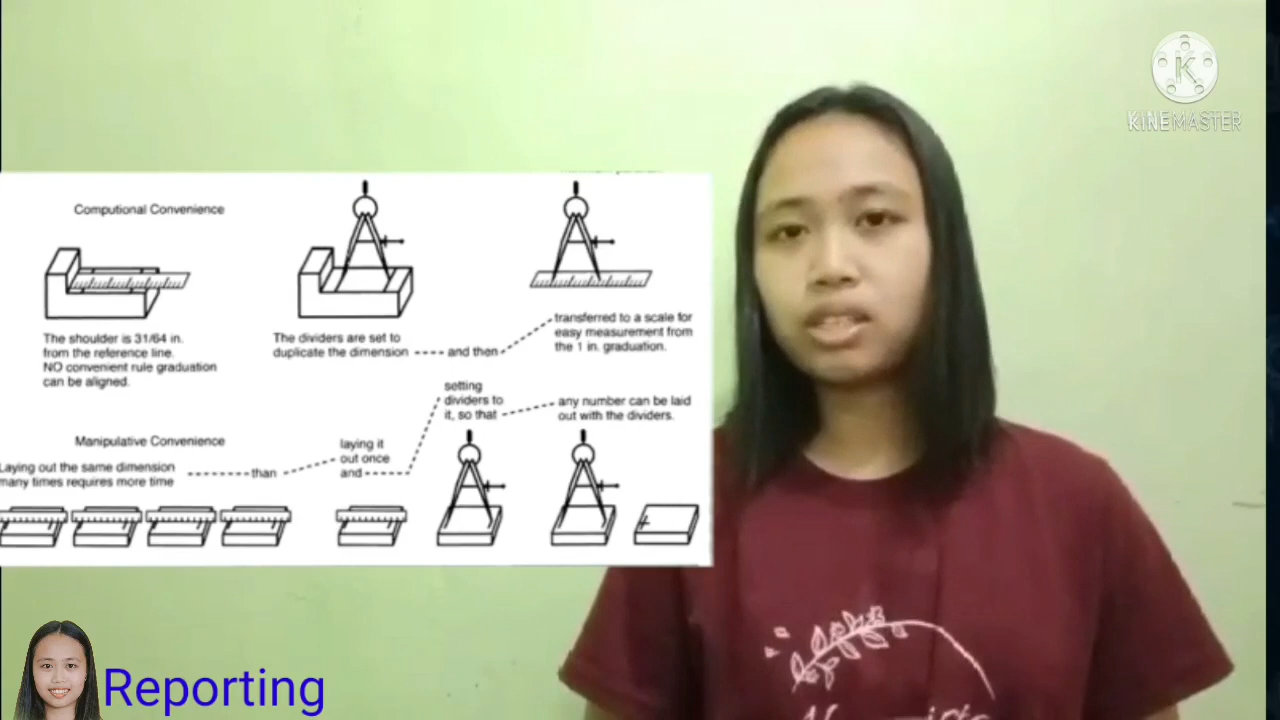 KINEMASTER
Computional Convenience
The shoulder is 31/64 in.
from the reference line.
NO convenient rule graduation
can be aligned.
The dividers are set to
duplicate the dimension
and then
transferred to a scale for
easy measurement from
the 1 in. graduation.
Manipulative Convenience
Laying out the same dimension
many times requires more time
than
laying it
out once
and
setting
dividers to
it, so that
any number can be laid
out with the dividers.
Reporting